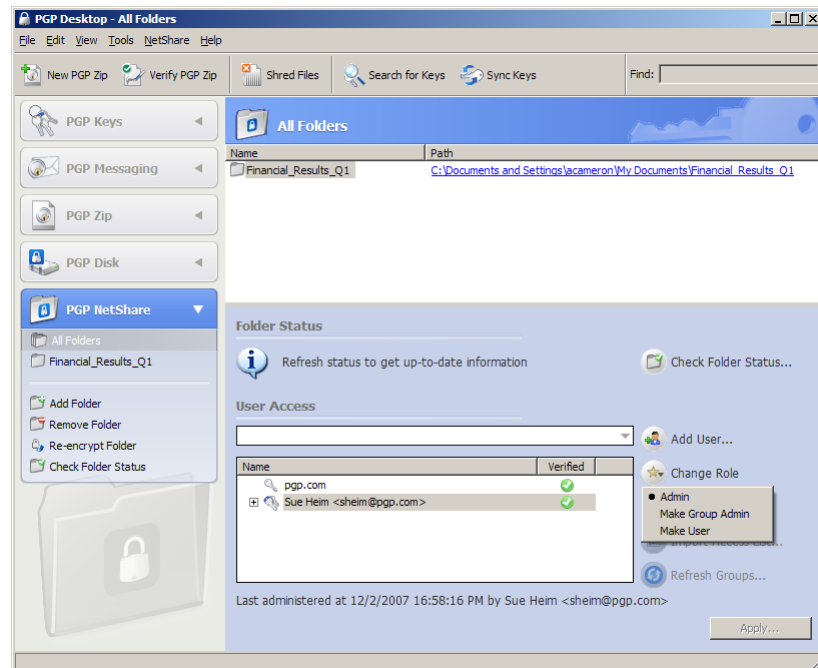 PGP Desktop - All Folders
File Edit View Tools NetShare Help
New PGP Zip Verify PGP Zip Shred Files Search for Keys Sync Keys Find:
PGP Keys
PGP Messaging
PGP Zip
PGP Disk
PGP NetShare
All Folders
Financial_Results_Q1
Add Folder
Remove Folder
Re-encrypt Folder
Check Folder Status
All Folders
Name Path
Financial_Results_Q1 C:\Documents and Settings\acameron\My Documents\Financial_Results_Q1
Folder Status
Refresh status to get up-to-date information
Check Folder Status...
User Access
Add User...
Name Verified
pgp.com
Sue Heim <sheim@pgp.com>
Change Role
Admin
Make Group Admin
Make User
Refresh Groups...
Last administered at 12/2/2007 16:58:16 PM by Sue Heim <sheim@pgp.com>
Apply...